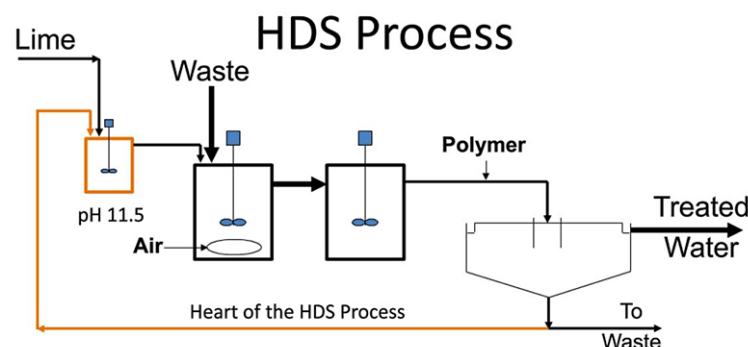 HDS Process
Lime
Waste
Polymer
pH 11.5
Air
Treated
Water
Heart of the HDS Process
To
Waste